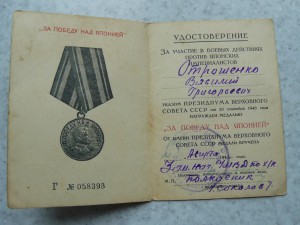 "ЗА ПОБЕДУ НАД ЯПОНИЕЙ"
Г № 058393
УДОСТОВЕРЕНИЕ
ЗА УЧАСТИЕ В БОЕВЫХ ДЕЙСТВИЯХ
ПРОТИВ ЯПОНСКИХ
ИМПЕРИАЛИСТОВ
Отрошенко
Василий
Григорьевич
УКАЗОМ ПРЕЗИДИУМА ВЕРХОВНОГО
СОВЕТА СССР от 30 сентября 1945 года
НАГРАЖДЕН МЕДАЛЬЮ
"ЗА ПОБЕДУ НАД ЯПОНИЕЙ"
ОТ ИМЕНИ ПРЕЗИДИУМА ВЕРХОВНОГО
СОВЕТА СССР МЕДАЛЬ ВРУЧЕНА
М.П.